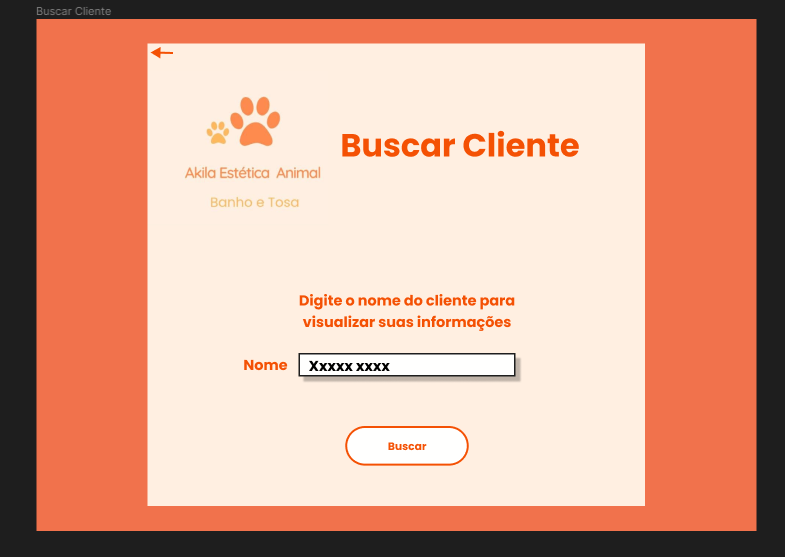 Buscar Cliente
Buscar Cliente
Akila Estética Animal
Banho e Tosa
Digite o nome do cliente para
visualizar suas informações
Nome
Xxxxx xxxx
Buscar